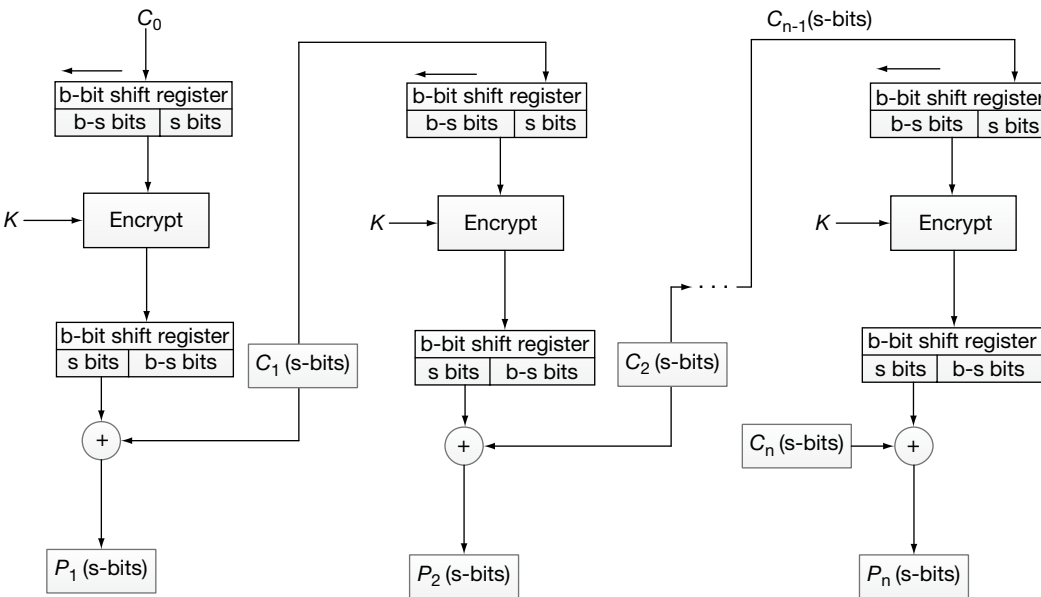 C0
Cn-1(s-bits)
b-bit shift register
b-s bits s bits
b-bit shift register
b-s bits s bits
b-bit shift register
b-s bits s bits
K
Encrypt
K
Encrypt
K
Encrypt
. . . .
b-bit shift register
s bits b-s bits
C1 (s-bits)
b-bit shift register
s bits b-s bits
C2 (s-bits)
b-bit shift register
s bits b-s bits
+
+
Cn (s-bits)
+
P1 (s-bits)
P2 (s-bits)
Pn (s-bits)